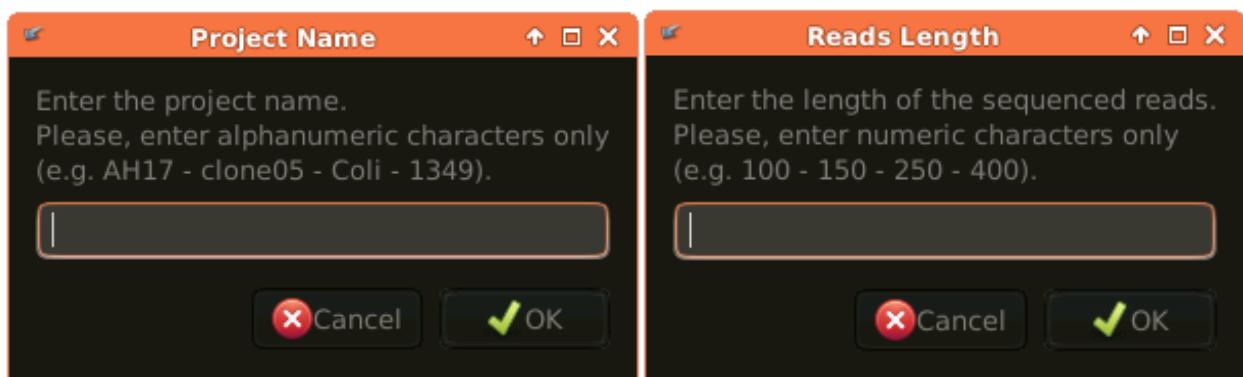 Project Name
Enter the project name.
Please, enter alphanumeric characters only
(e.g. AH17 - clone05 - Coli - 1349).
Cancel
OK
Reads Length
Enter the length of the sequenced reads.
Please, enter numeric characters only
(e.g. 100 - 150 - 250 - 400).
Cancel
OK